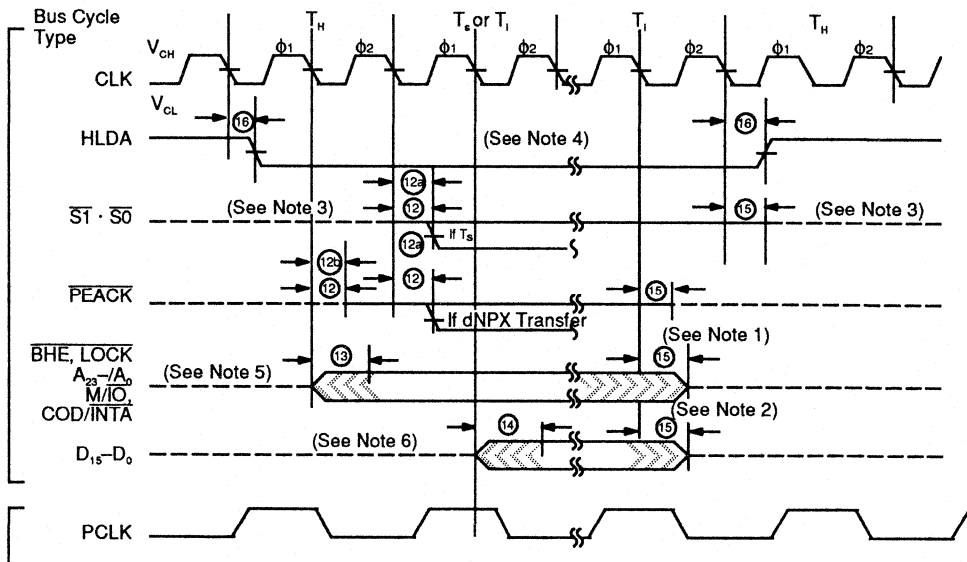 Bus Cycle
Type
T_H
T_s or T_I
T_I
T_H
V_CH
ϕ1 ϕ2 ϕ1 ϕ2 ϕ1 ϕ2 ϕ1 ϕ2
CLK
V_CL
16 16
HLDA
(See Note 4)
12a
S1 · S0
(See Note 3) 12 15 (See Note 3)
If T_s
12a
12b
12 12 15
PEACK
If dNPX Transfer
(See Note 1)
BHE, LOCK
13 15
A₂₃–/A₀
(See Note 5)
M/IO,
COD/INTA
(See Note 2)
14 15
(See Note 6)
D₁₅–D₀
PCLK